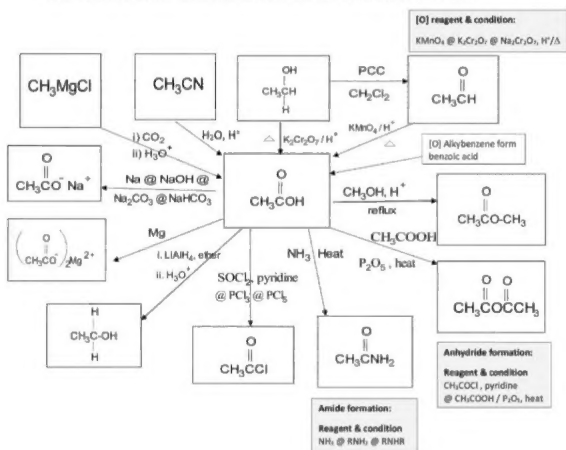 [O] reagent & condition:
KMnO₄ @ K₂Cr₂O₇ @ Na₂Cr₂O₇, H⁺/Δ
CH₃MgCl
CH₃CN
OH
CH₃CH
H
PCC
CH₂Cl₂
O
CH₃CH
i) CO₂
ii) H₃O⁺
H₂O, H⁺
△ K₂Cr₂O₇ / H⁺
KMnO₄ / H⁺
△
[O] Alkybenzene form
benzoic acid
O
CH₃CO⁻ Na⁺
Na @ NaOH @
Na₂CO₃ @ NaHCO₃
O
CH₃COH
CH₃OH, H⁺
reflux
O
CH₃CO-CH₃
Mg
O
(CH₃CO⁻)₂Mg²⁺
i. LiAlH₄, ether
ii. H₃O⁺
SOCl₂, pyridine
@ PCl₃ @ PCl₅
NH₃ Heat
CH₃COOH
P₂O₅ , heat
O O
CH₃COCCH₃
H
CH₃C-OH
H
O
CH₃CCl
O
CH₃CNH₂
Anhydride formation:
Reagent & condition
CH₃COCl , pyridine
@ CH₃COOH / P₂O₅, heat
Amide formation:
Reagent & condition
NH₃ @ RNH₂ @ RNHR